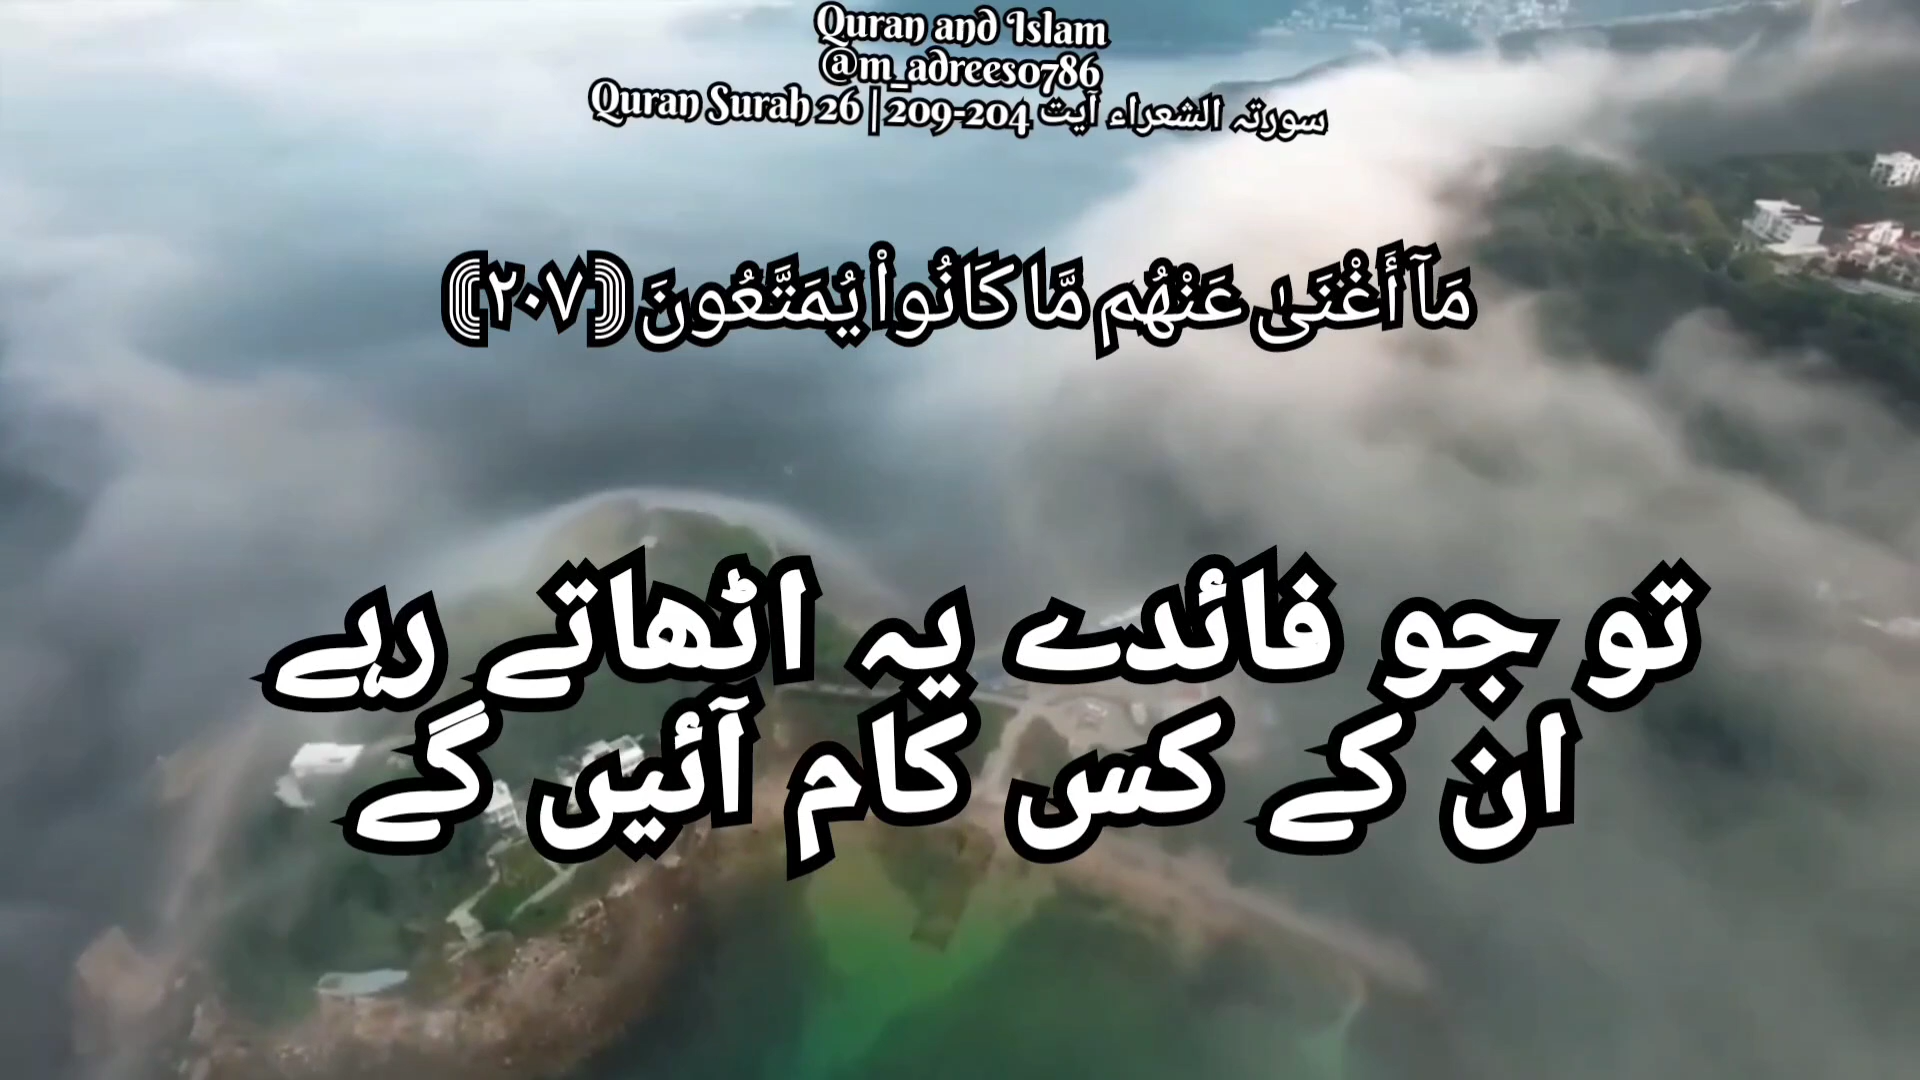 Quran and Islam
@m_adrees0786
Quran Surah 26 | 209-204 سورتہ الشعراء آیت
مَآ أَغْنَىٰ عَنْهُم مَّا كَانُوا۟ يُمَتَّعُونَ ﴿٢٠٧﴾
تو جو فائدے یہ اٹھاتے رہے
ان کے کس کام آئیں گے